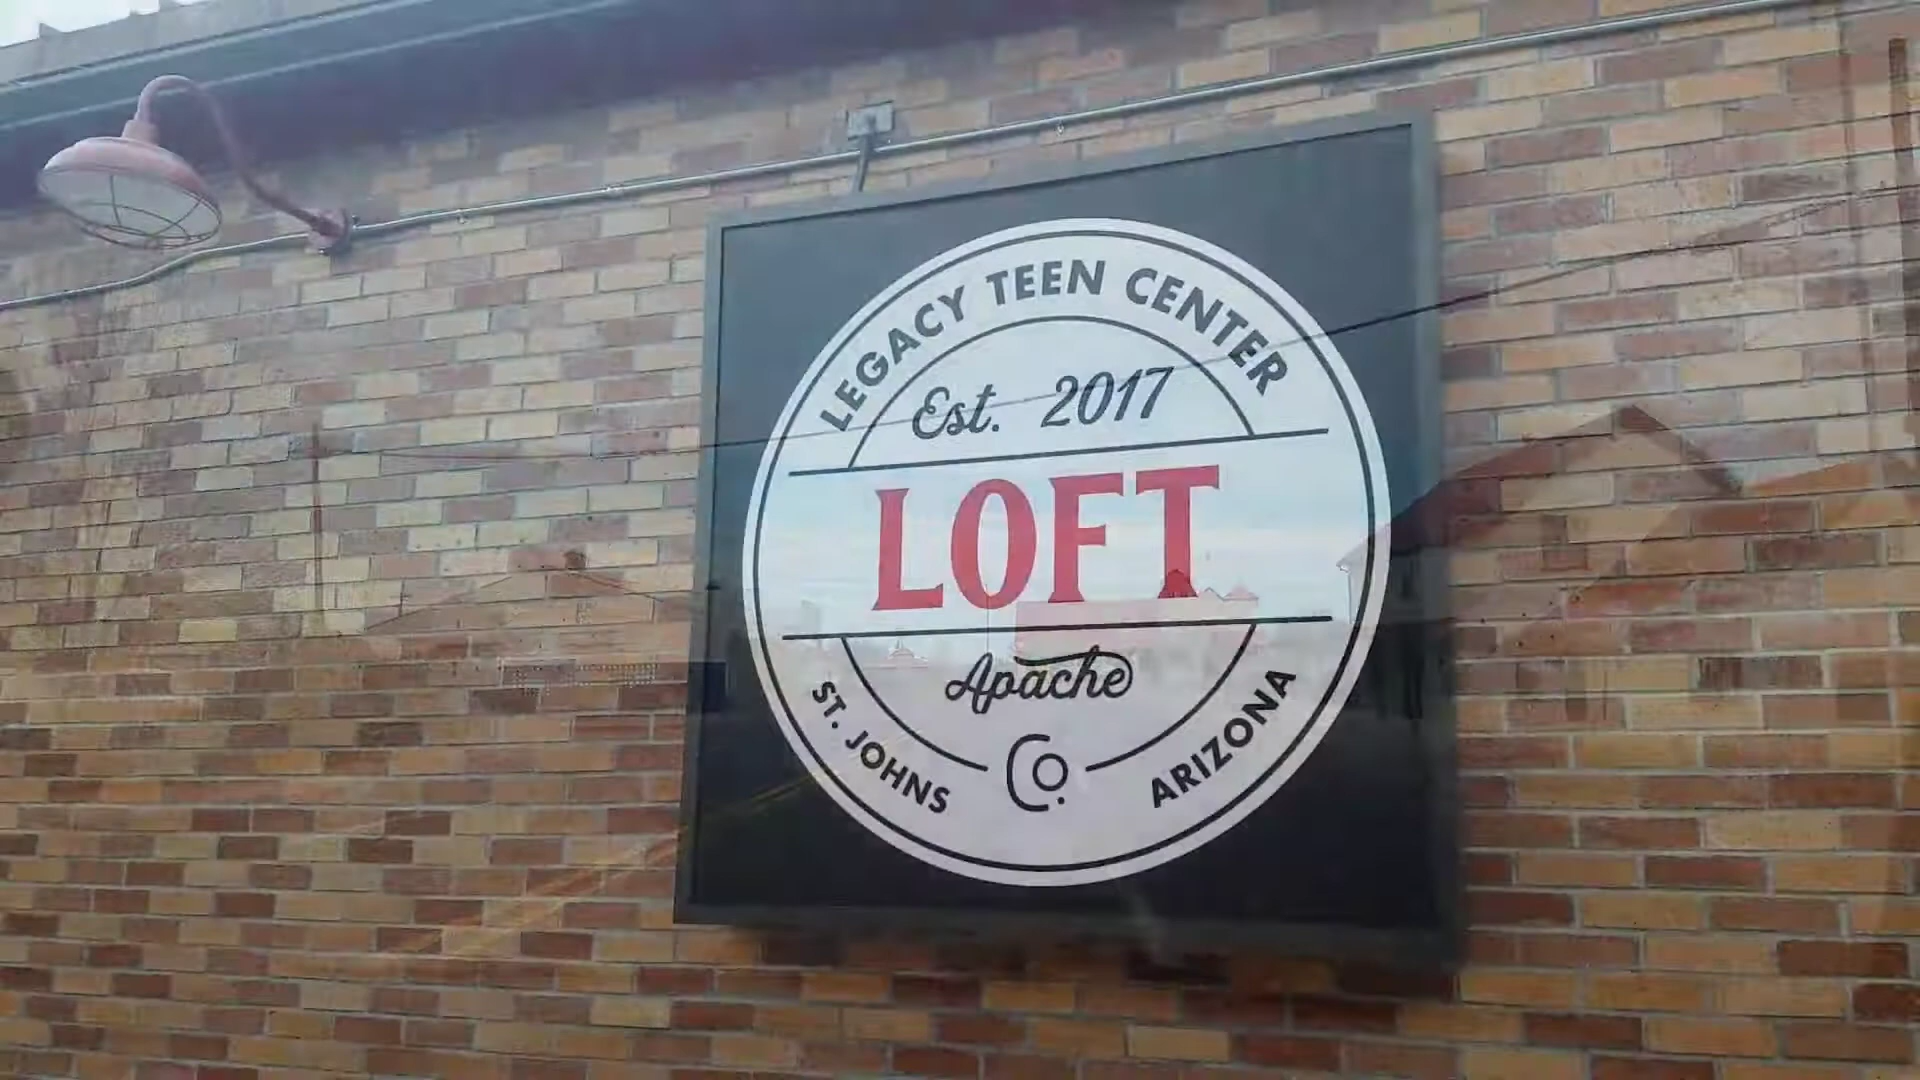 LEGACY TEEN CENTER
Est. 2017
LOFT
Apache
Co.
ST. JOHNS
ARIZONA